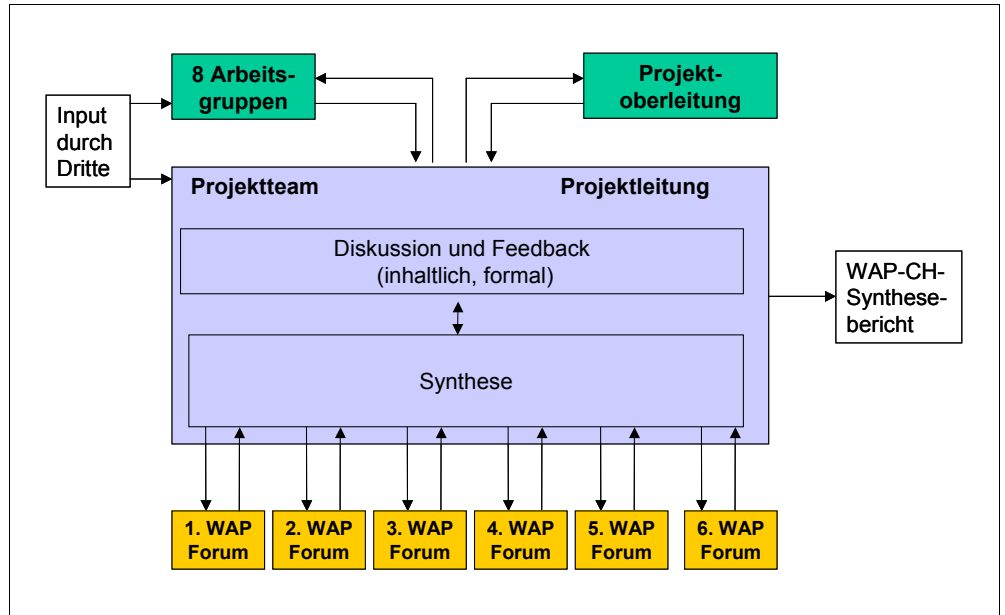 8 Arbeits-
gruppen
Projekt-
oberleitung
Input
durch
Dritte
Projektteam
Projektleitung
Diskussion und Feedback
(inhaltlich, formal)
WAP-CH-
Synthese-
bericht
Synthese
1. WAP
Forum
2. WAP
Forum
3. WAP
Forum
4. WAP
Forum
5. WAP
Forum
6. WAP
Forum